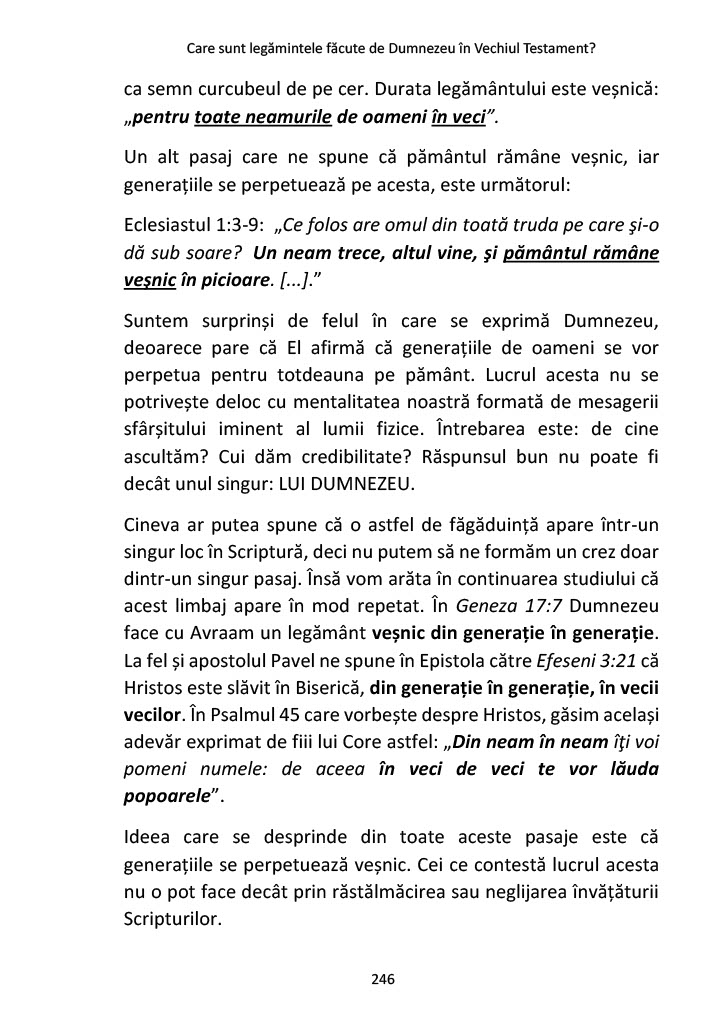 Care sunt legămintele făcute de Dumnezeu în Vechiul Testament?
ca semn curcubeul de pe cer. Durata legământului este veșnică:
„pentru toate neamurile de oameni în veci”.
Un alt pasaj care ne spune că pământul rămâne veșnic, iar
generațiile se perpetuează pe acesta, este următorul:
Eclesiastul 1:3-9: „Ce folos are omul din toată truda pe care şi-o
dă sub soare? Un neam trece, altul vine, şi pământul rămâne
veşnic în picioare. [...].”
Suntem surprinși de felul în care se exprimă Dumnezeu,
deoarece pare că El afirmă că generațiile de oameni se vor
perpetua pentru totdeauna pe pământ. Lucrul acesta nu se
potrivește deloc cu mentalitatea noastră formată de mesagerii
sfârșitului iminent al lumii fizice. Întrebarea este: de cine
ascultăm? Cui dăm credibilitate? Răspunsul bun nu poate fi
decât unul singur: LUI DUMNEZEU.
Cineva ar putea spune că o astfel de făgăduință apare într-un
singur loc în Scriptură, deci nu putem să ne formăm un crez doar
dintr-un singur pasaj. Însă vom arăta în continuarea studiului că
acest limbaj apare în mod repetat. În Geneza 17:7 Dumnezeu
face cu Avraam un legământ veșnic din generație în generație.
La fel și apostolul Pavel ne spune în Epistola către Efeseni 3:21 că
Hristos este slăvit în Biserică, din generație în generație, în vecii
vecilor. În Psalmul 45 care vorbește despre Hristos, găsim același
adevăr exprimat de fiii lui Core astfel: „Din neam în neam îţi voi
pomeni numele: de aceea în veci de veci te vor lăuda
popoarele”.
Ideea care se desprinde din toate aceste pasaje este că
generațiile se perpetuează veșnic. Cei ce contestă lucrul acesta
nu o pot face decât prin răstălmăcirea sau neglijarea învățăturii
Scripturilor.
246